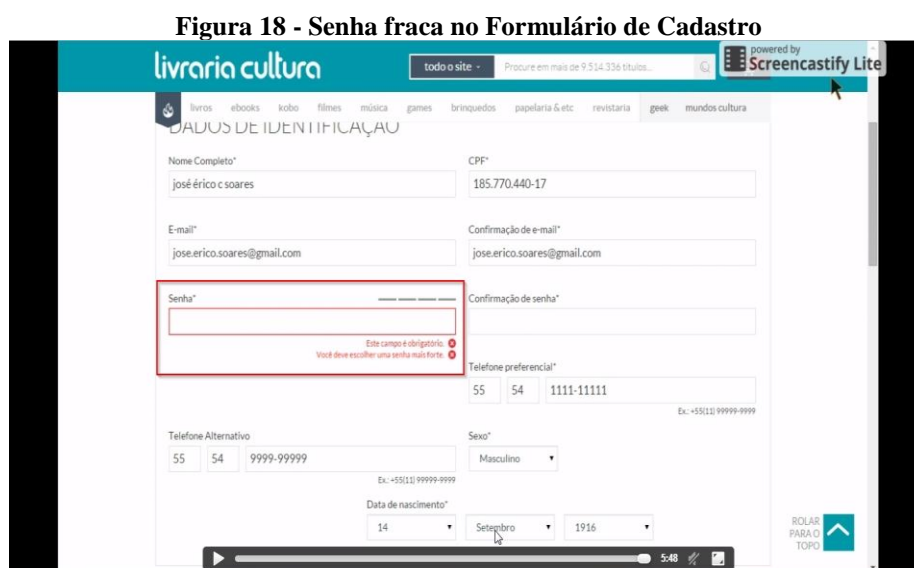 Figura 18 - Senha fraca no Formulário de Cadastro
powered by
Screencastify Lite
livraria cultura
todo o site
Procure em mais de 9.514.336 títulos...
livros ebooks kobo filmes música games brinquedos papelaria & etc revistaria geek mundos cultura
DADOS DE IDENTIFICAÇÃO
Nome Completo* CPF*
josé érico c soares 185.770.440-17
E-mail* Confirmação de e-mail*
jose.erico.soares@gmail.com jose.erico.soares@gmail.com
Senha* Confirmação de senha*
Este campo é obrigatório.
Você deve escolher uma senha mais forte.
Telefone preferencial*
55 54 1111-11111
Ex.: +55(11) 99999-9999
Telefone Alternativo Sexo*
55 54 9999-99999 Masculino
Ex.: +55(11) 99999-9999
Data de nascimento*
14 Setembro 1916
ROLAR
PARA O
TOPO
5:48